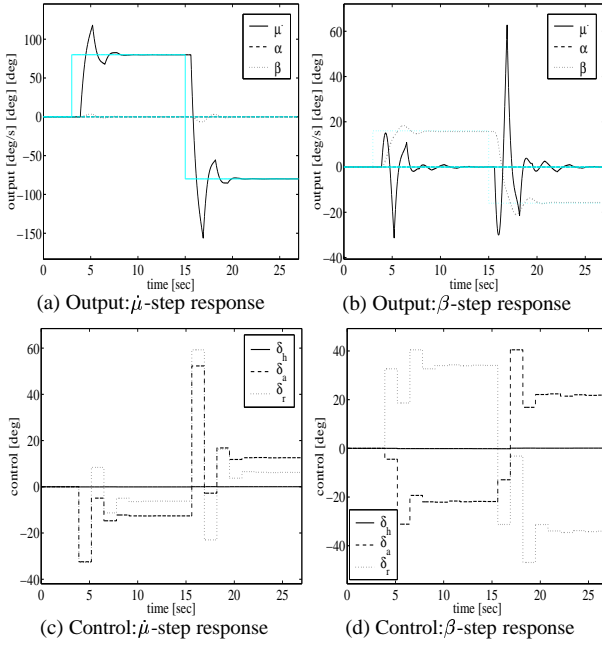 output [deg/s] [deg]
100
50
0
−50
−100
−150
0 5 10 15 20 25
time [sec]
μ̇
α
β
(a) Output:μ̇-step response
output [deg/s] [deg]
60
40
20
0
−20
−40
0 5 10 15 20 25
time [sec]
μ̇
α
β
(b) Output:β-step response
control [deg]
60
40
20
0
−20
−40
0 5 10 15 20 25
time [sec]
δh
δa
δr
(c) Control:μ̇-step response
control [deg]
40
20
0
−20
−40
0 5 10 15 20 25
time [sec]
δh
δa
δr
(d) Control:β-step response